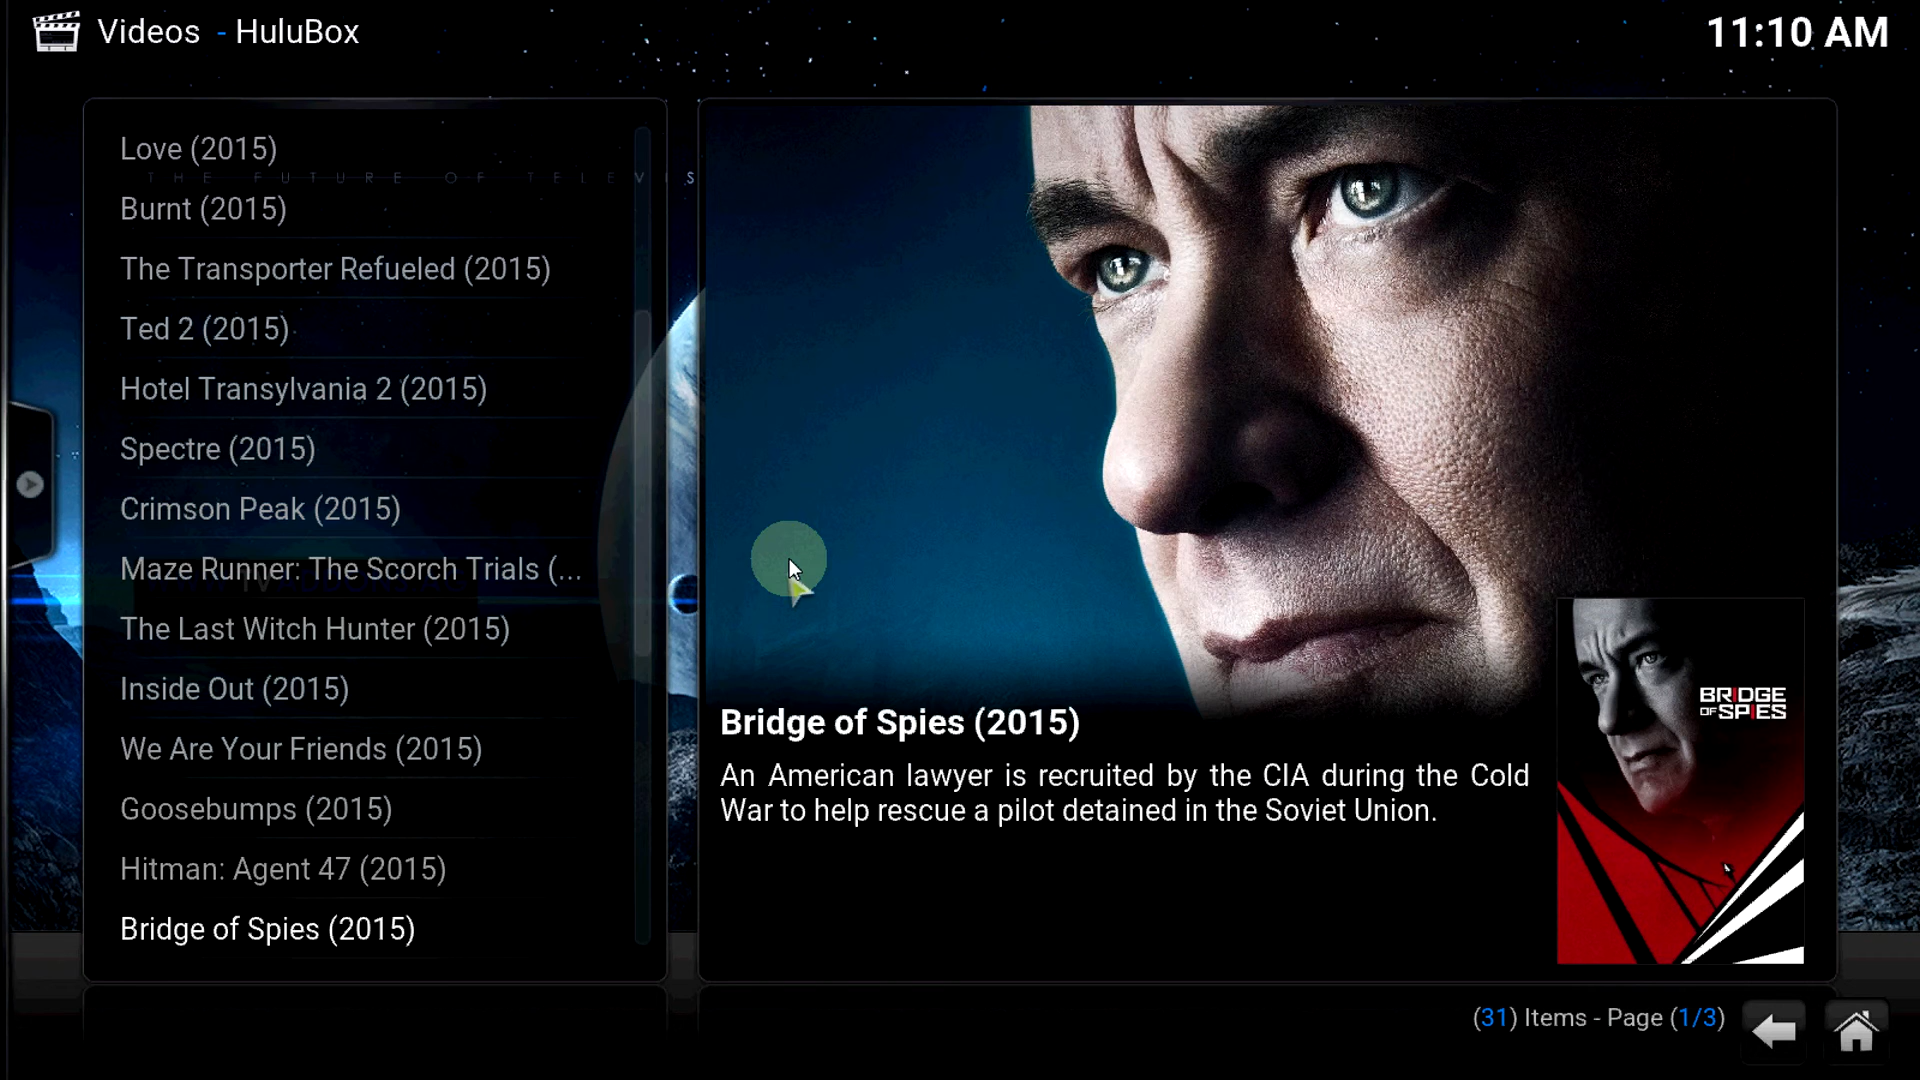 Videos - HuluBox
11:10 AM
Love (2015)
THE FUTURE OF TELEVIS
Burnt (2015)
The Transporter Refueled (2015)
Ted 2 (2015)
Hotel Transylvania 2 (2015)
Spectre (2015)
Crimson Peak (2015)
Maze Runner: The Scorch Trials (...
The Last Witch Hunter (2015)
Inside Out (2015)
We Are Your Friends (2015)
Goosebumps (2015)
Hitman: Agent 47 (2015)
Bridge of Spies (2015)
Bridge of Spies (2015)
An American lawyer is recruited by the CIA during the Cold
War to help rescue a pilot detained in the Soviet Union.
BRIDGE
OF SPIES
(31) Items - Page (1/3)